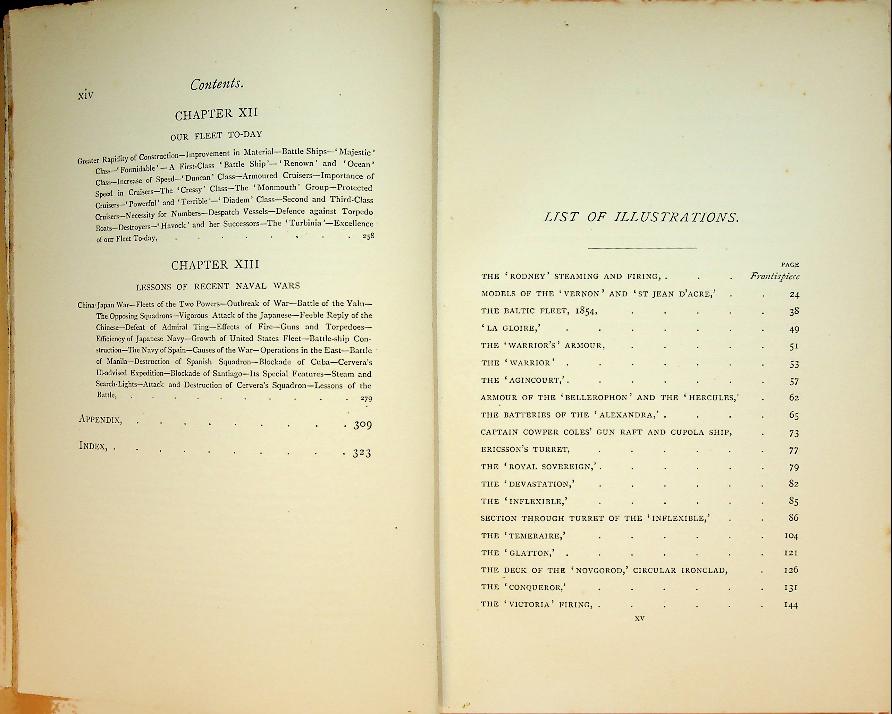 xiv
Contents.
CHAPTER XII
OUR FLEET TO-DAY
Greater Rapidity of Construction—Improvement in Material—Battle Ships—‘Majestic’
Class—‘Formidable’—A First-Class ‘Battle Ship’—‘Renown’ and ‘Ocean’
Class—Increase of Speed—‘Duncan’ Class—Armoured Cruisers—Importance of
Speed in Cruisers—The ‘Cressy’ Class—The ‘Monmouth’ Group—Protected
Cruisers—‘Powerful’ and ‘Terrible’—‘Diadem’ Class—Second and Third-Class
Cruisers—Necessity for Numbers—Despatch Vessels—Defence against Torpedo
Boats—Destroyers—‘Havock’ and her Successors—The ‘Turbinia’—Excellence
of our Fleet To-day, . . . . . . . 258
CHAPTER XIII
LESSONS OF RECENT NAVAL WARS
China-Japan War—Fleets of the Two Powers—Outbreak of War—Battle of the Yalu—
The Opposing Squadrons—Vigorous Attack of the Japanese—Feeble Reply of the
Chinese—Defeat of Admiral Ting—Effects of Fire—Guns and Torpedoes—
Efficiency of Japanese Navy—Growth of United States Fleet—Battle-ship Con-
struction—The Navy of Spain—Causes of the War—Operations in the East—Battle
of Manila—Destruction of Spanish Squadron—Blockade of Cuba—Cervera's
Ill-advised Expedition—Blockade of Santiago—Its Special Features—Steam and
Search-Lights—Attack and Destruction of Cervera's Squadron—Lessons of the
Battle, . . . . . . . . . 279
APPENDIX, . . . . . . . . . 309
INDEX, . . . . . . . . . . 323
LIST OF ILLUSTRATIONS.
PAGE
THE ‘RODNEY’ STEAMING AND FIRING, . . . Frontispiece
MODELS OF THE ‘VERNON’ AND ‘ST JEAN D'ACRE,’ . . 24
THE BALTIC FLEET, 1854, . . . . . 38
‘LA GLOIRE,’ . . . . . . . 49
THE ‘WARRIOR'S’ ARMOUR, . . . . . 51
THE ‘WARRIOR’ . . . . . . . 53
THE ‘AGINCOURT,’ . . . . . . . 57
ARMOUR OF THE ‘BELLEROPHON’ AND THE ‘HERCULES,’ . 62
THE BATTERIES OF THE ‘ALEXANDRA,’ . . . . 65
CAPTAIN COWPER COLES' GUN RAFT AND CUPOLA SHIP, . 73
ERICSSON'S TURRET, . . . . . . 77
THE ‘ROYAL SOVEREIGN,’ . . . . . . 79
THE ‘DEVASTATION,’ . . . . . . 82
THE ‘INFLEXIBLE,’ . . . . . . 85
SECTION THROUGH TURRET OF THE ‘INFLEXIBLE,’ . . 86
THE ‘TEMERAIRE,’ . . . . . . 104
THE ‘GLATTON,’ . . . . . . . 121
THE DECK OF THE ‘NOVGOROD,’ CIRCULAR IRONCLAD, . 126
THE ‘CONQUEROR,’ . . . . . . 131
THE ‘VICTORIA’ FIRING, . . . . . . 144
xv